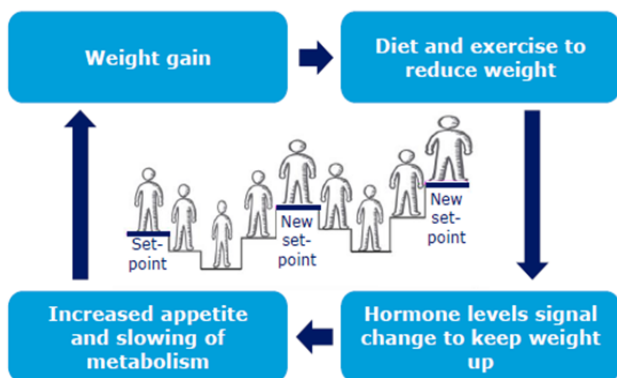 Weight gain
Diet and exercise to
reduce weight
Set-
point
New
set-
point
New
set-
point
Increased appetite
and slowing of
metabolism
Hormone levels signal
change to keep weight
up